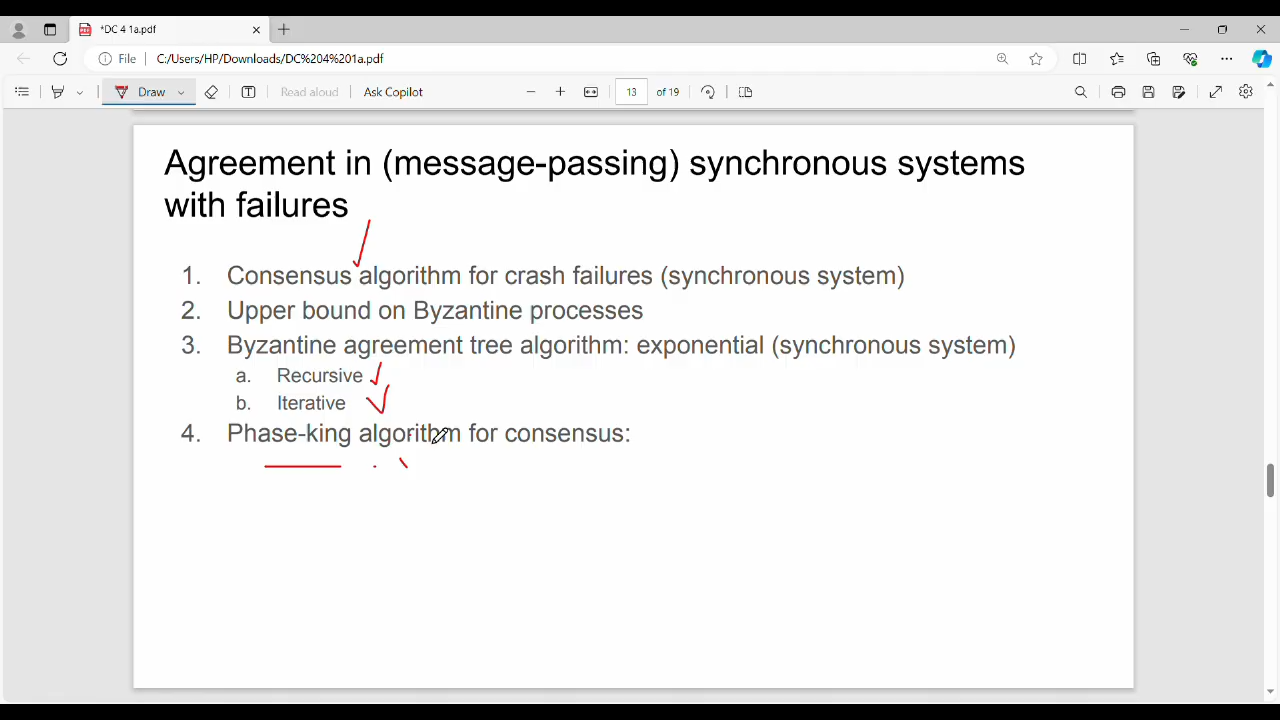 *DC 4 1a.pdf
File
C:/Users/HP/Downloads/DC%204%201a.pdf
Draw
Read aloud
Ask Copilot
13
of 19
Agreement in (message-passing) synchronous systems
with failures
1. Consensus algorithm for crash failures (synchronous system)
2. Upper bound on Byzantine processes
3. Byzantine agreement tree algorithm: exponential (synchronous system)
a. Recursive
b. Iterative
4. Phase-king algorithm for consensus: